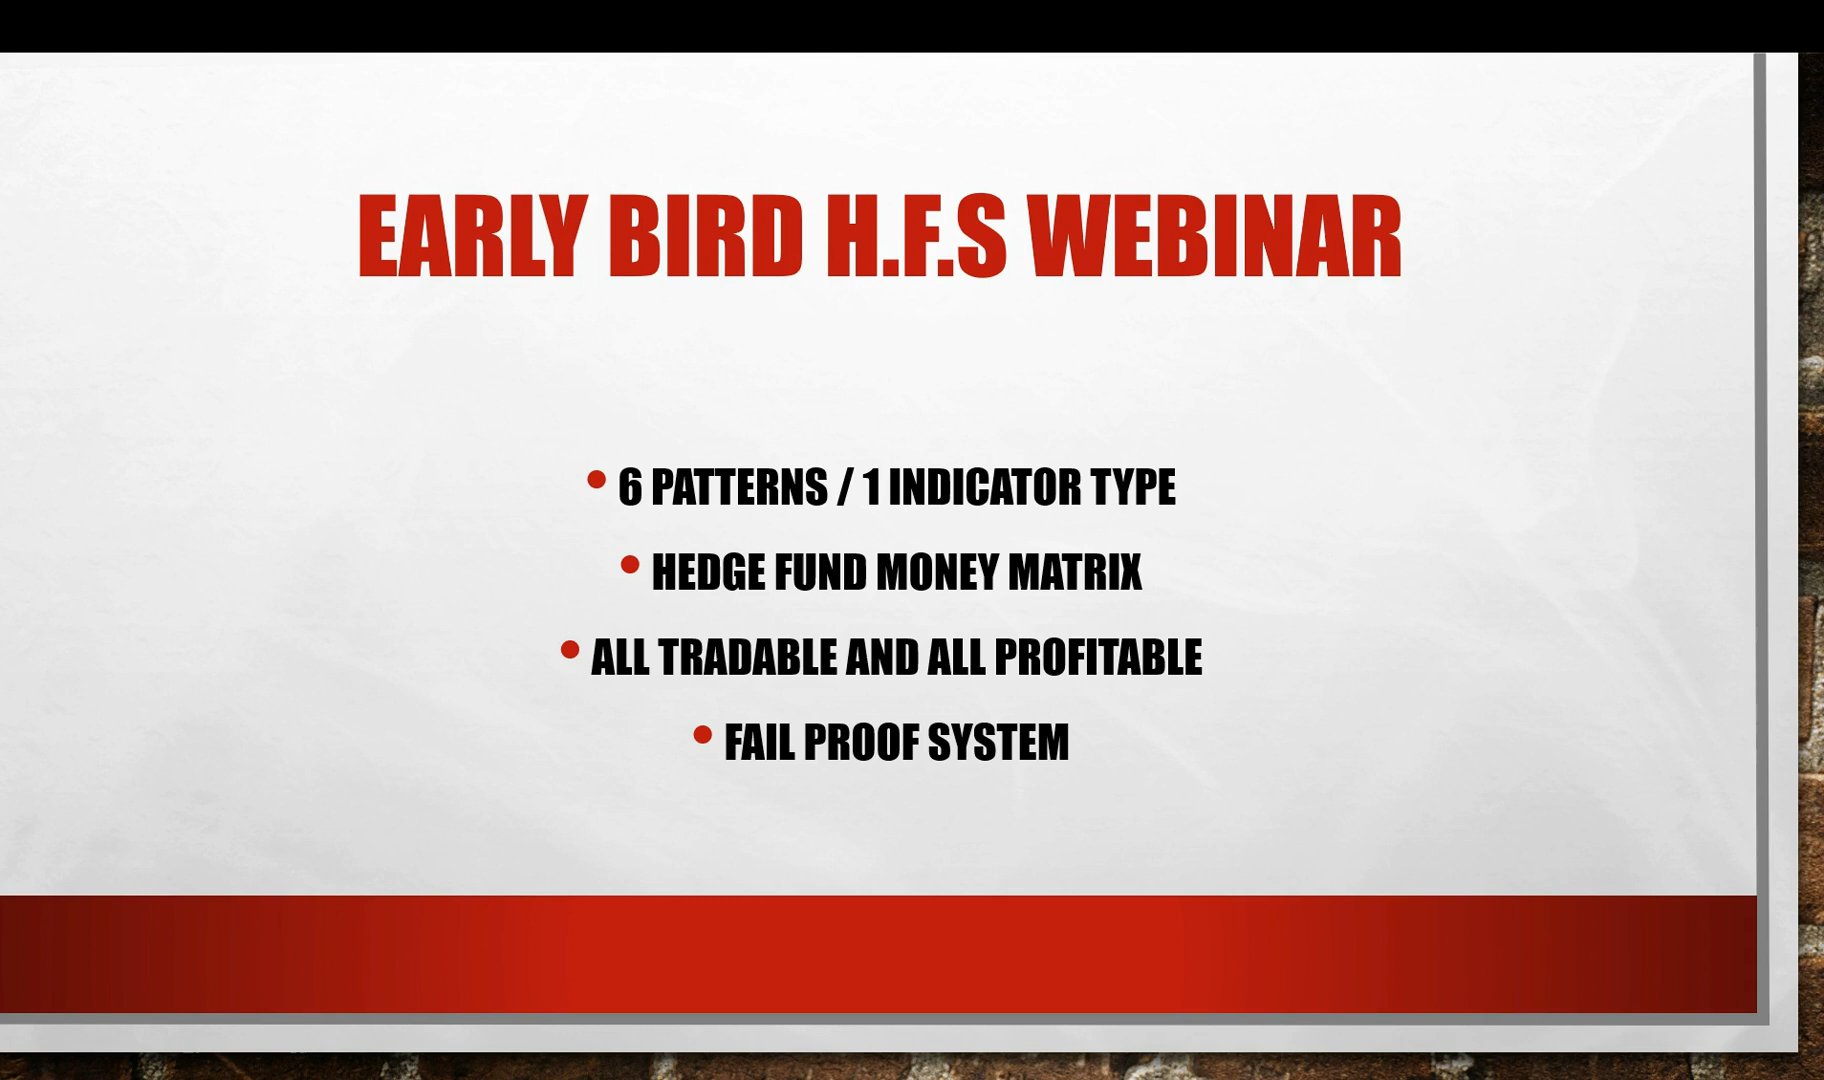 EARLY BIRD H.F.S WEBINAR
• 6 PATTERNS / 1 INDICATOR TYPE
• HEDGE FUND MONEY MATRIX
• ALL TRADABLE AND ALL PROFITABLE
• FAIL PROOF SYSTEM